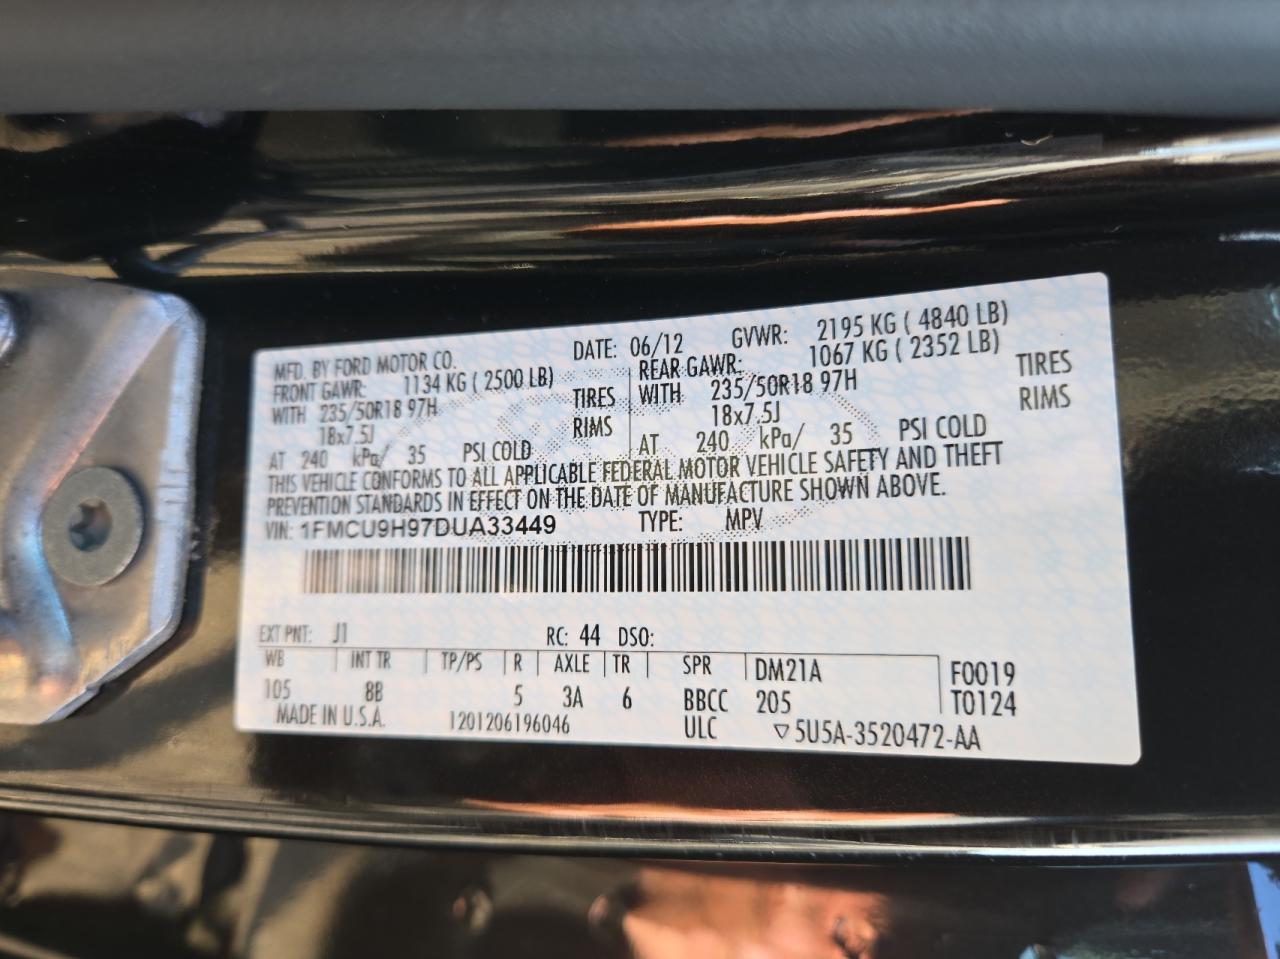 MFD. BY FORD MOTOR CO. DATE: 06/12 GVWR: 2195 KG ( 4840 LB)
FRONT GAWR: 1134 KG ( 2500 LB) REAR GAWR: 1067 KG ( 2352 LB)
WITH 235/50R18 97H TIRES WITH 235/50R18 97H TIRES
18x7.5J RIMS 18x7.5J RIMS
AT 240 kPa/ 35 PSI COLD AT 240 kPa/ 35 PSI COLD
THIS VEHICLE CONFORMS TO ALL APPLICABLE FEDERAL MOTOR VEHICLE SAFETY AND THEFT
PREVENTION STANDARDS IN EFFECT ON THE DATE OF MANUFACTURE SHOWN ABOVE.
VIN: 1FMCU9H97DUA33449 TYPE: MPV
EXT PNT: J1 RC: 44 DSO:
WB INT TR TP/PS R AXLE TR SPR DM21A F0019
105 8B 5 3A 6 BBCC 205 T0124
MADE IN U.S.A. 1201206196046 ULC ▽5U5A-3520472-AA